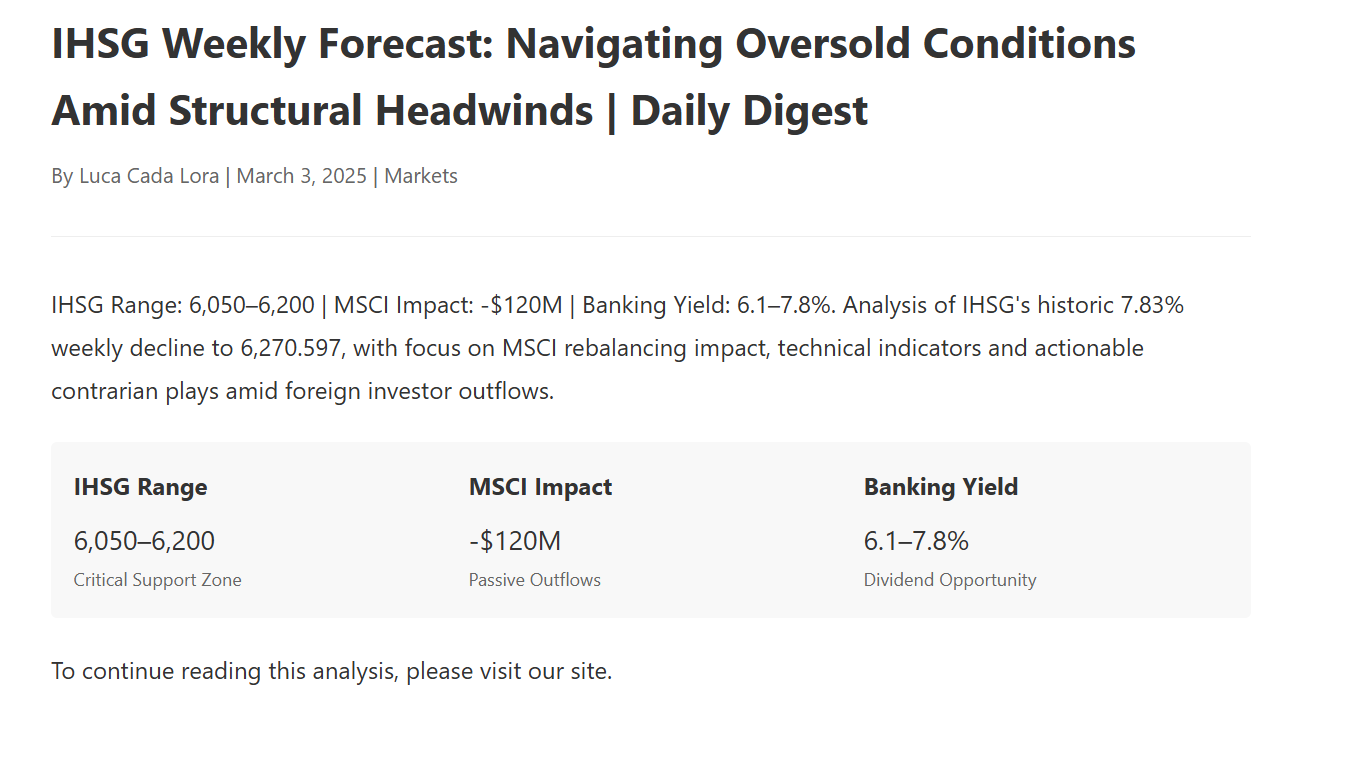 IHSG Weekly Forecast: Navigating Oversold Conditions
Amid Structural Headwinds | Daily Digest
By Luca Cada Lora | March 3, 2025 | Markets
IHSG Range: 6,050–6,200 | MSCI Impact: -$120M | Banking Yield: 6.1–7.8%. Analysis of IHSG's historic 7.83%
weekly decline to 6,270.597, with focus on MSCI rebalancing impact, technical indicators and actionable
contrarian plays amid foreign investor outflows.
IHSG Range
6,050–6,200
Critical Support Zone
MSCI Impact
-$120M
Passive Outflows
Banking Yield
6.1–7.8%
Dividend Opportunity
To continue reading this analysis, please visit our site.